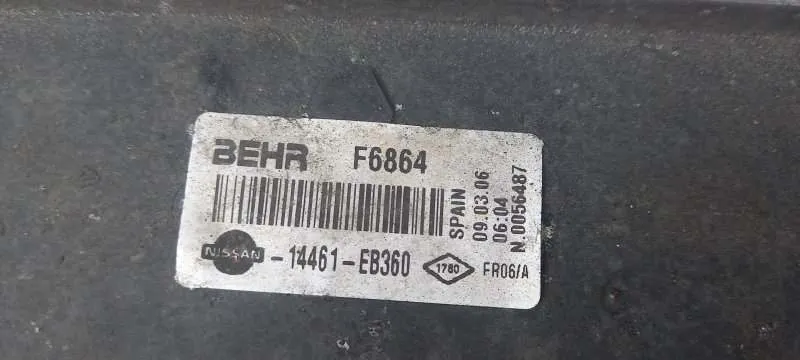 BEHR F6864
NISSAN -14461-EB360 1780 FR06/A
SPAIN
09.03.06
06:04
N.0056487